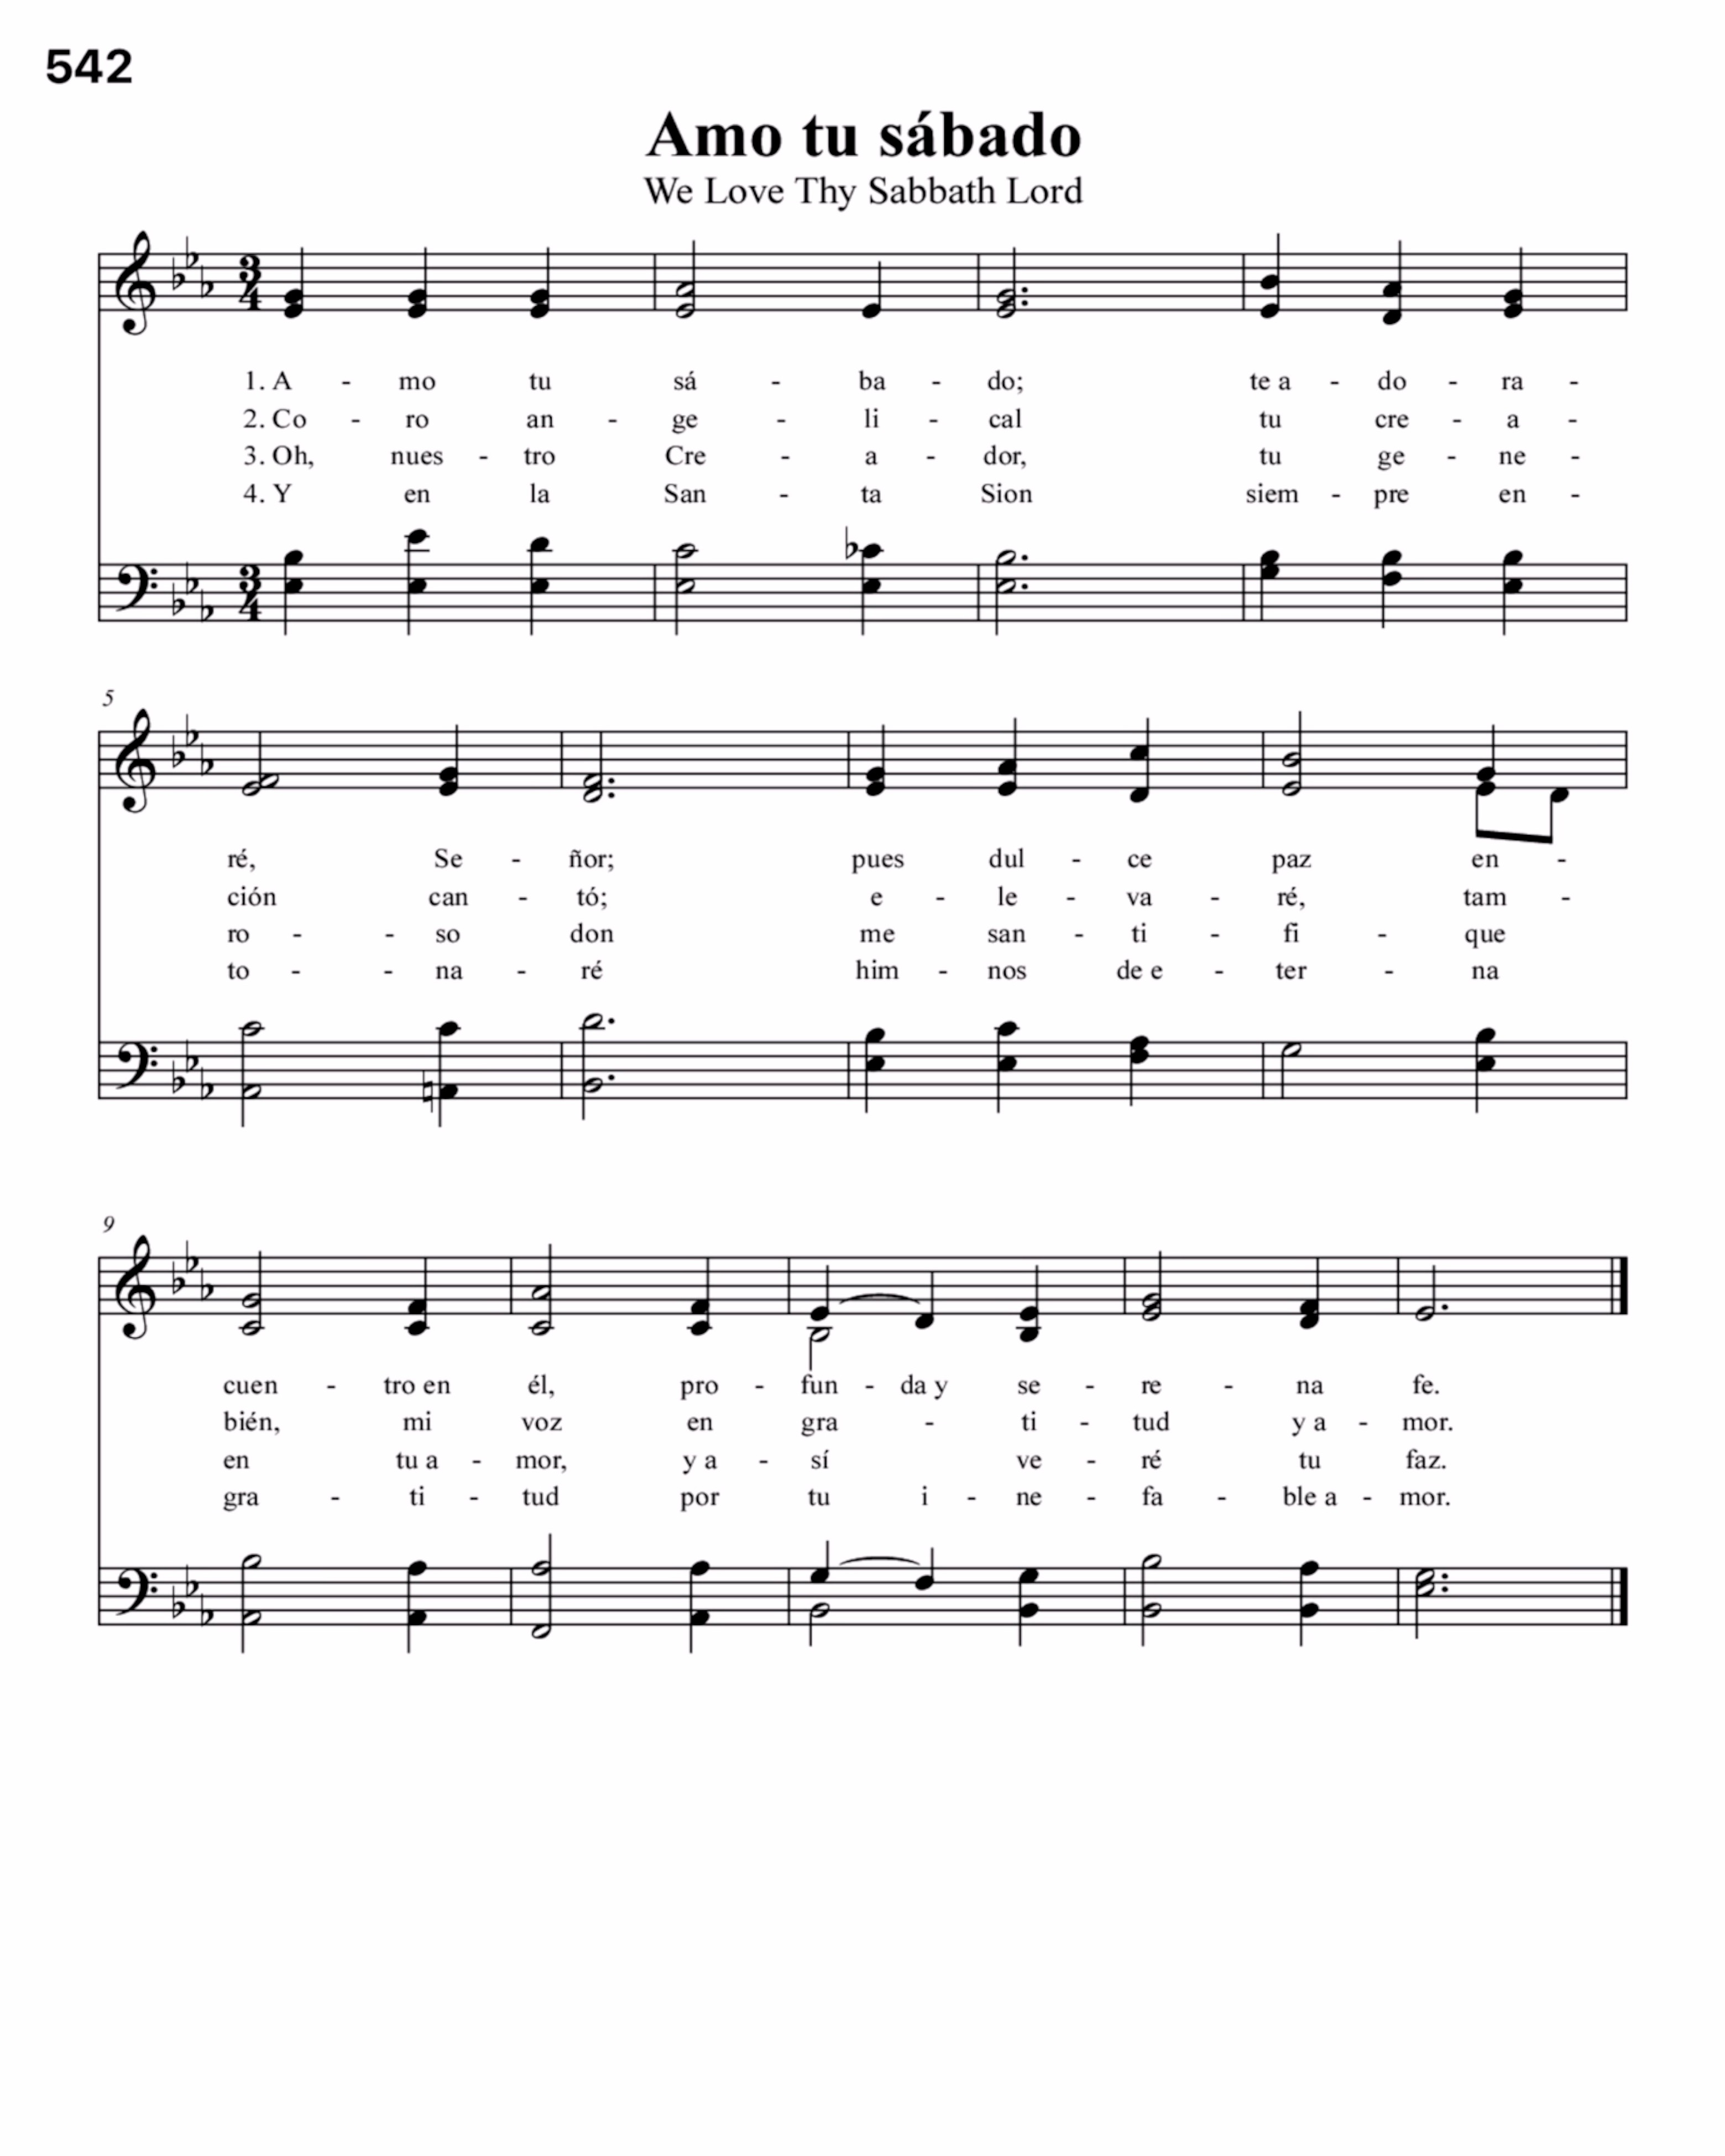 542
Amo tu sábado
We Love Thy Sabbath Lord
3 4
1. A - mo tu sá - ba - do; te a - do - ra -
2. Co - ro an - ge - li - cal tu cre - a -
3. Oh, nues - tro Cre - a - dor, tu ge - ne -
4. Y en la San - ta Sion siem - pre en -
3 4
5
ré, Se - ñor; pues dul - ce paz en -
ción can - tó; e - le - va - ré, tam -
ro - - so don me san - ti - fi - que
to - - na - ré him - nos de e - ter - na
9
cuen - tro en él, pro - fun - da y se - re - na fe.
bién, mi voz en gra - ti - tud y a - mor.
en tu a - mor, y a - sí ve - ré tu faz.
gra - ti - tud por tu i - ne - fa - ble a - mor.